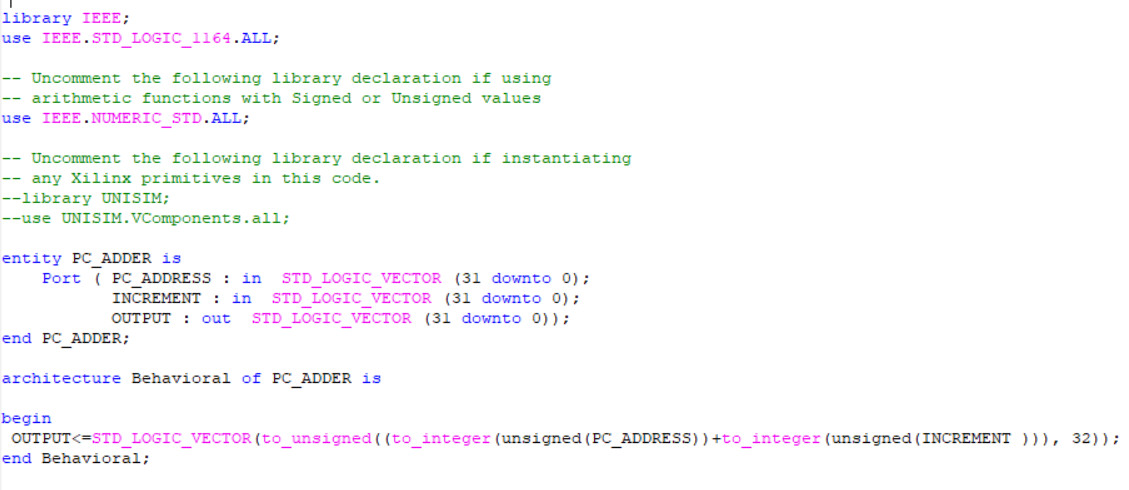 library IEEE;
use IEEE.STD_LOGIC_1164.ALL;
-- Uncomment the following library declaration if using
-- arithmetic functions with Signed or Unsigned values
use IEEE.NUMERIC_STD.ALL;
-- Uncomment the following library declaration if instantiating
-- any Xilinx primitives in this code.
--library UNISIM;
--use UNISIM.VComponents.all;
entity PC_ADDER is
    Port ( PC_ADDRESS : in  STD_LOGIC_VECTOR (31 downto 0);
           INCREMENT : in  STD_LOGIC_VECTOR (31 downto 0);
           OUTPUT : out  STD_LOGIC_VECTOR (31 downto 0));
end PC_ADDER;
architecture Behavioral of PC_ADDER is
begin
 OUTPUT<=STD_LOGIC_VECTOR(to_unsigned((to_integer(unsigned(PC_ADDRESS))+to_integer(unsigned(INCREMENT ))), 32));
end Behavioral;